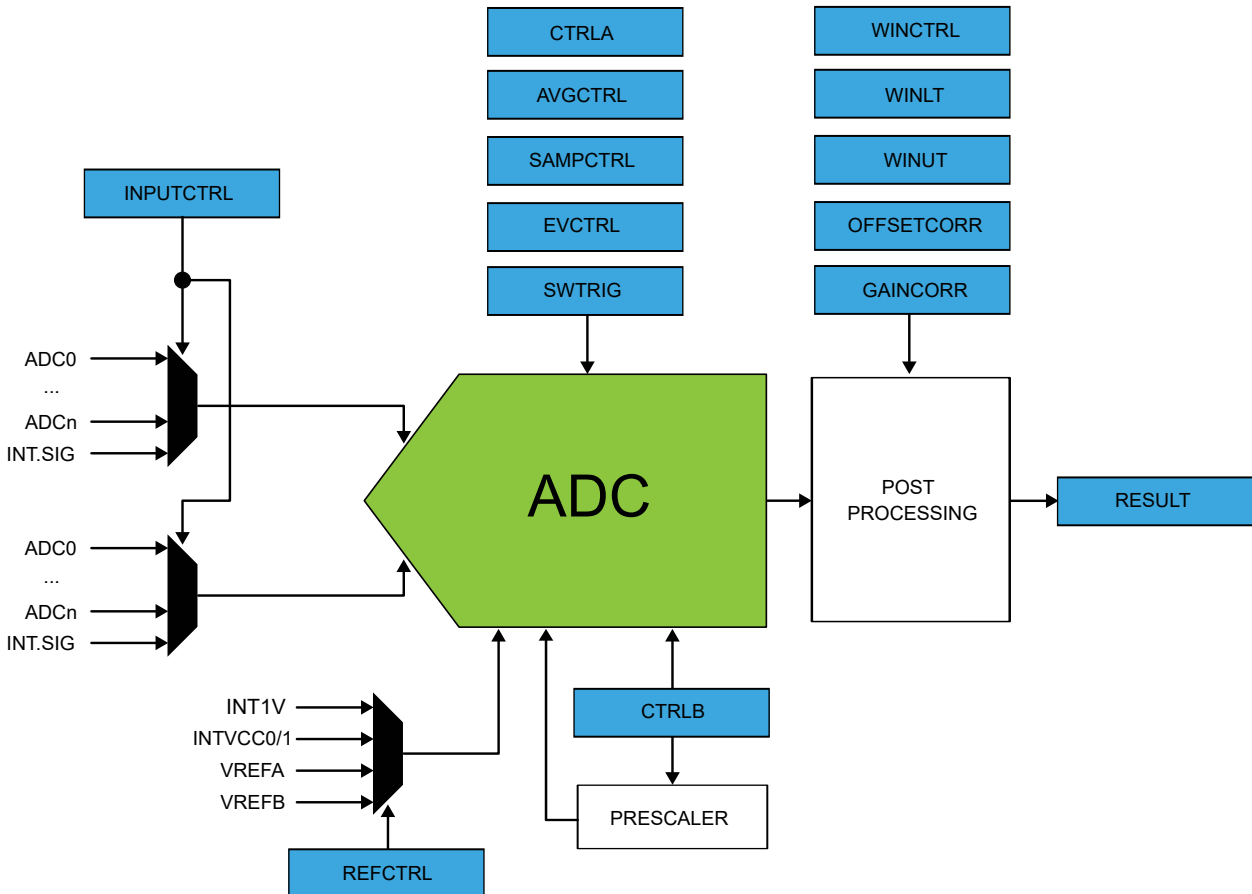 CTRLA
AVGCTRL
SAMPCTRL
EVCTRL
SWTRIG
WINCTRL
WINLT
WINUT
OFFSETCORR
GAINCORR
INPUTCTRL
ADC0
...
ADCn
INT.SIG
ADC0
...
ADCn
INT.SIG
ADC
POST
PROCESSING
RESULT
INT1V
INTVCC0/1
VREFA
VREFB
REFCTRL
CTRLB
PRESCALER